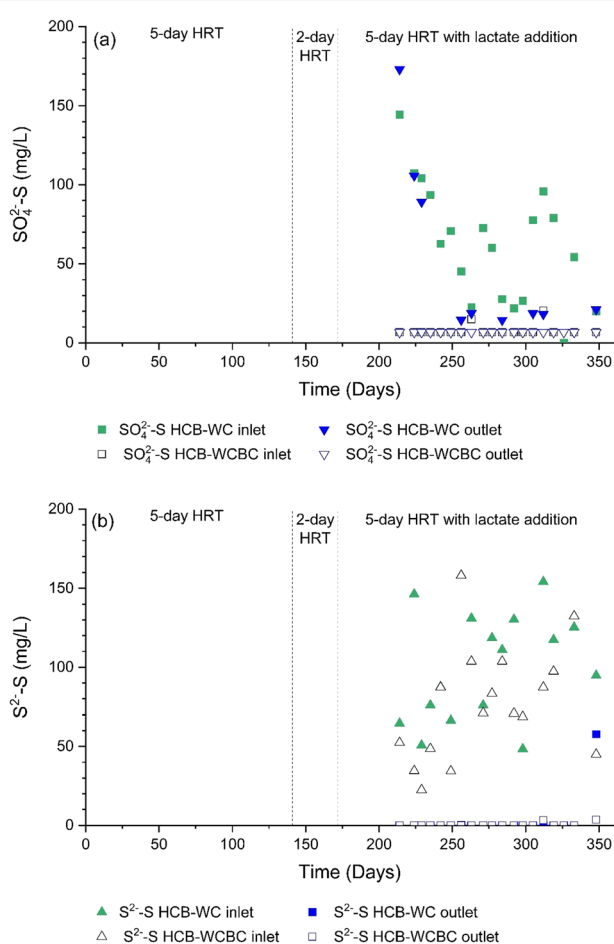 (a)
5-day HRT
2-day HRT
5-day HRT with lactate addition
200
150
100
50
0
SO₄²⁻-S (mg/L)
0 50 100 150 200 250 300 350
Time (Days)
SO₄²⁻-S HCB-WC inlet
SO₄²⁻-S HCB-WC outlet
SO₄²⁻-S HCB-WCBC inlet
SO₄²⁻-S HCB-WCBC outlet
(b)
5-day HRT
2-day HRT
5-day HRT with lactate addition
200
150
100
50
0
S²⁻-S (mg/L)
0 50 100 150 200 250 300 350
Time (Days)
S²⁻-S HCB-WC inlet
S²⁻-S HCB-WC outlet
S²⁻-S HCB-WCBC inlet
S²⁻-S HCB-WCBC outlet